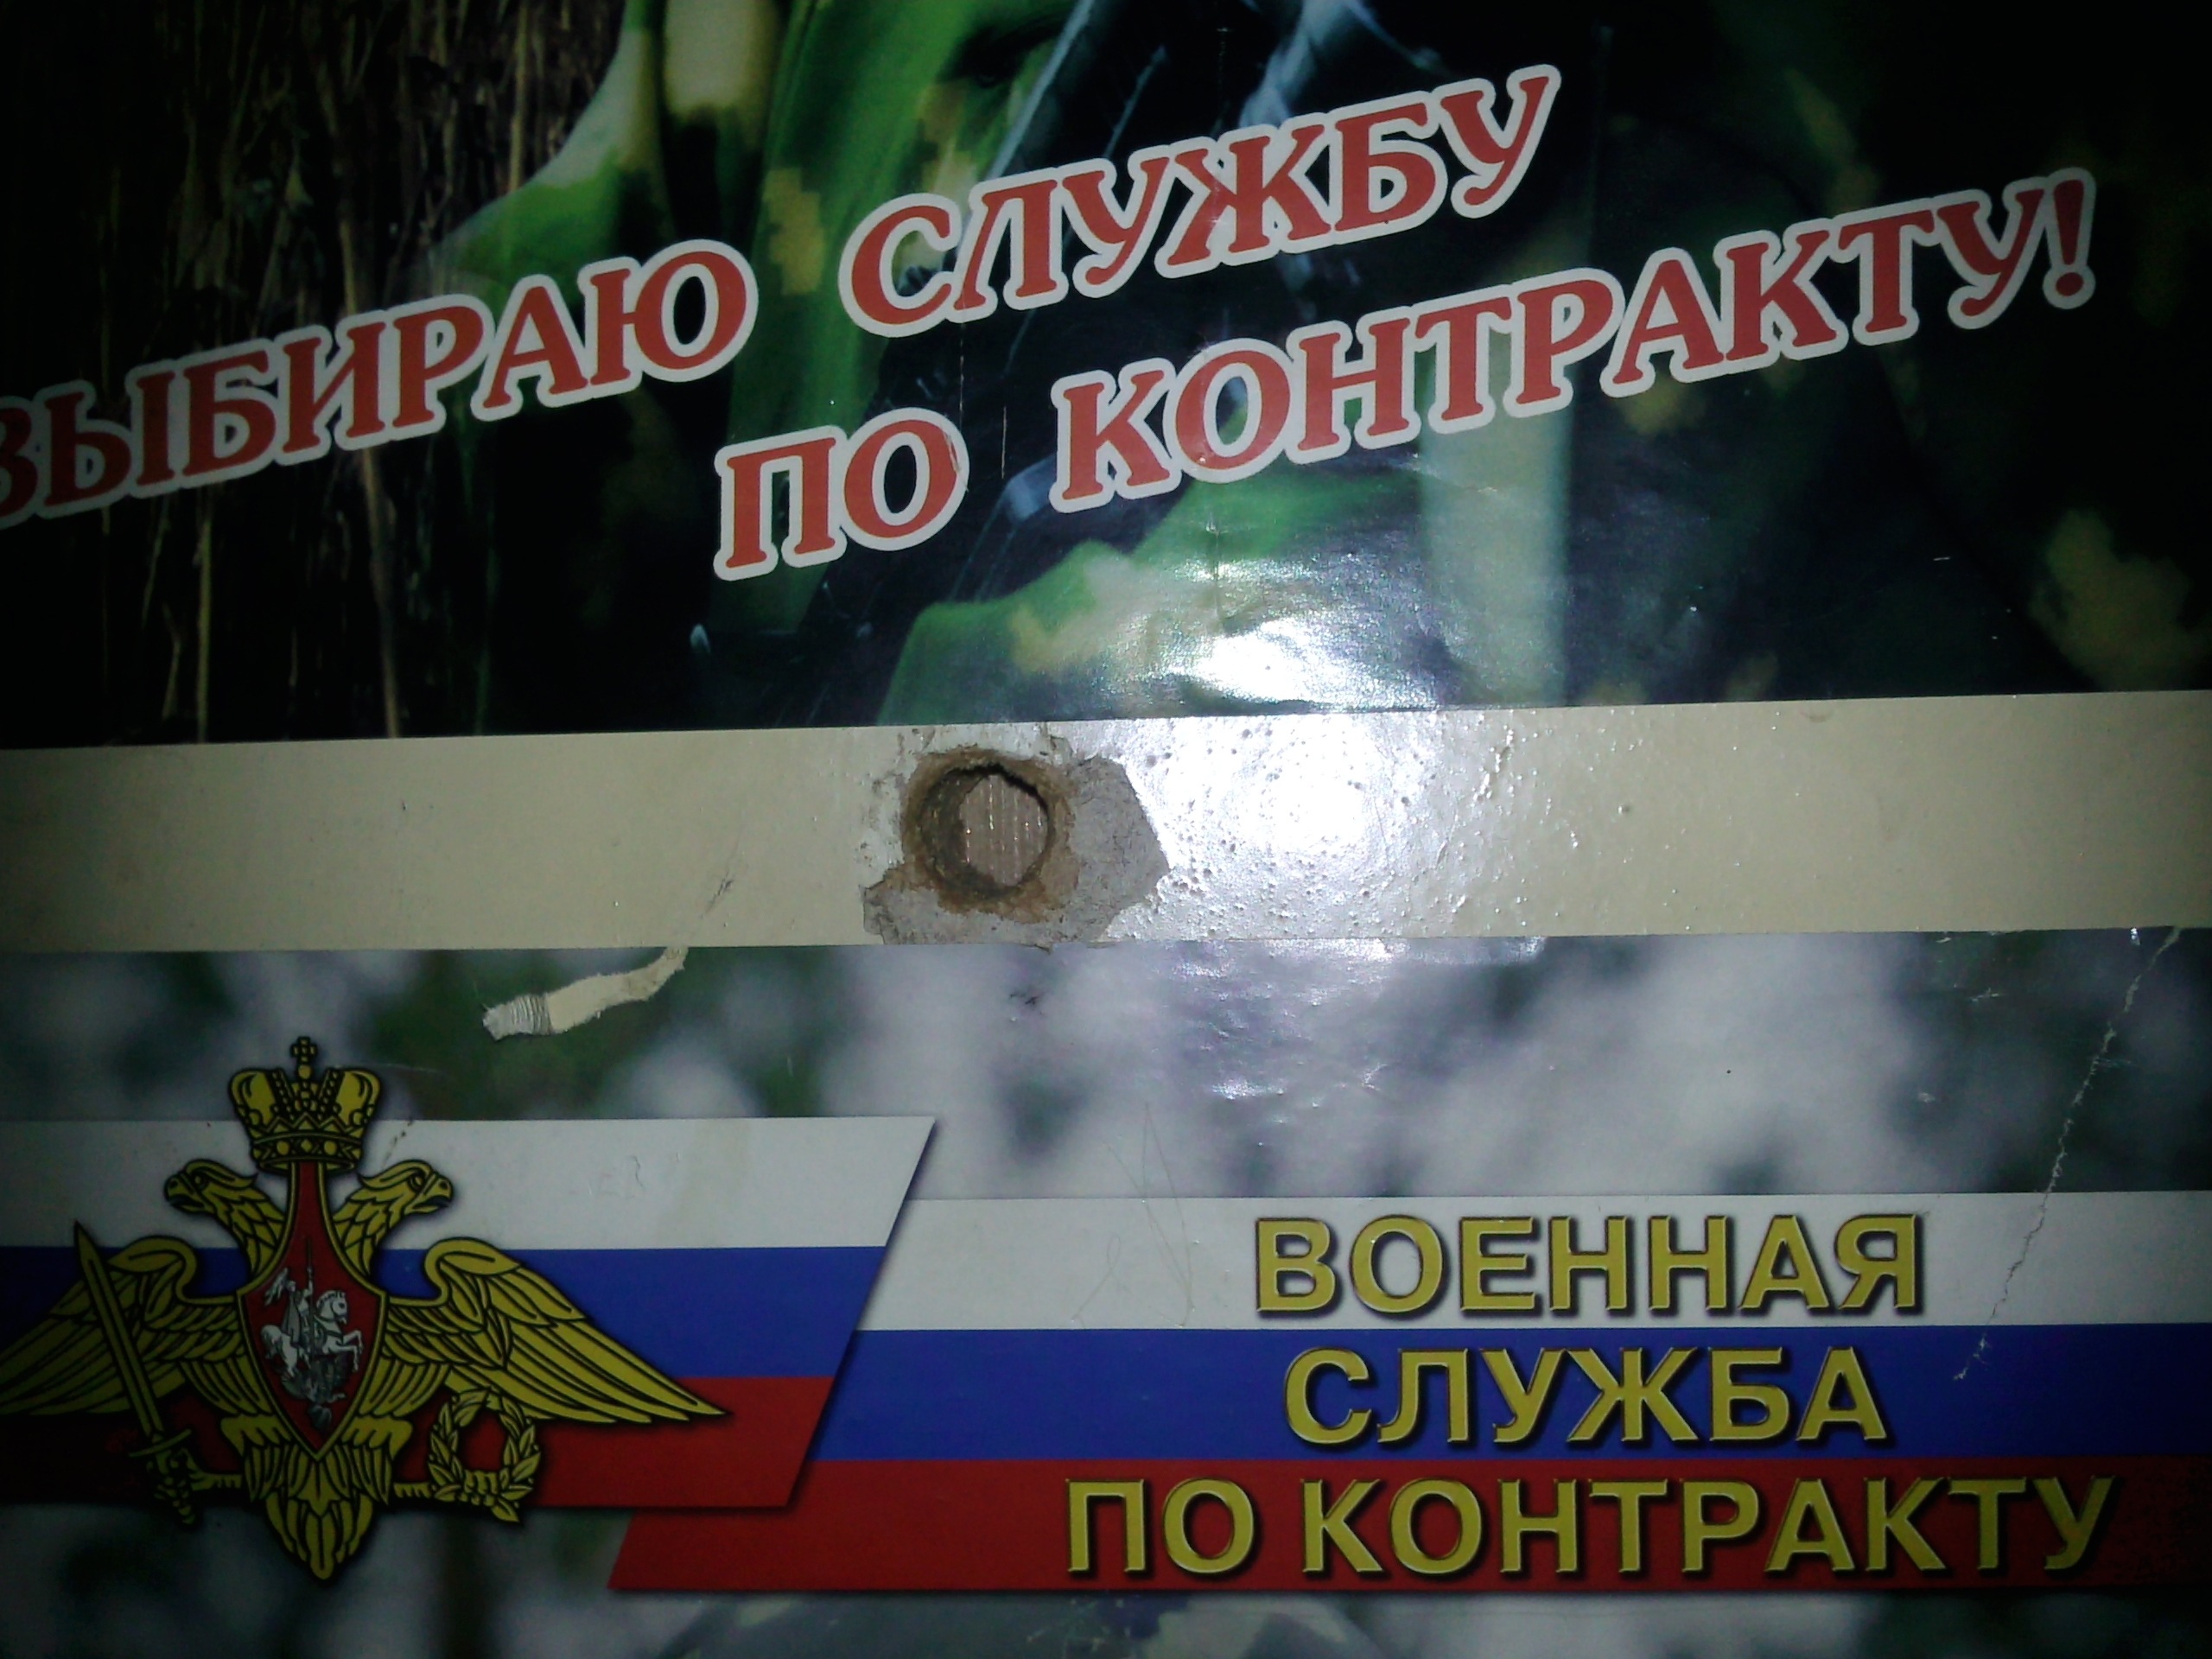 ВЫБИРАЮ СЛУЖБУ
ПО КОНТРАКТУ!
ВОЕННАЯ
СЛУЖБА
ПО КОНТРАКТУ